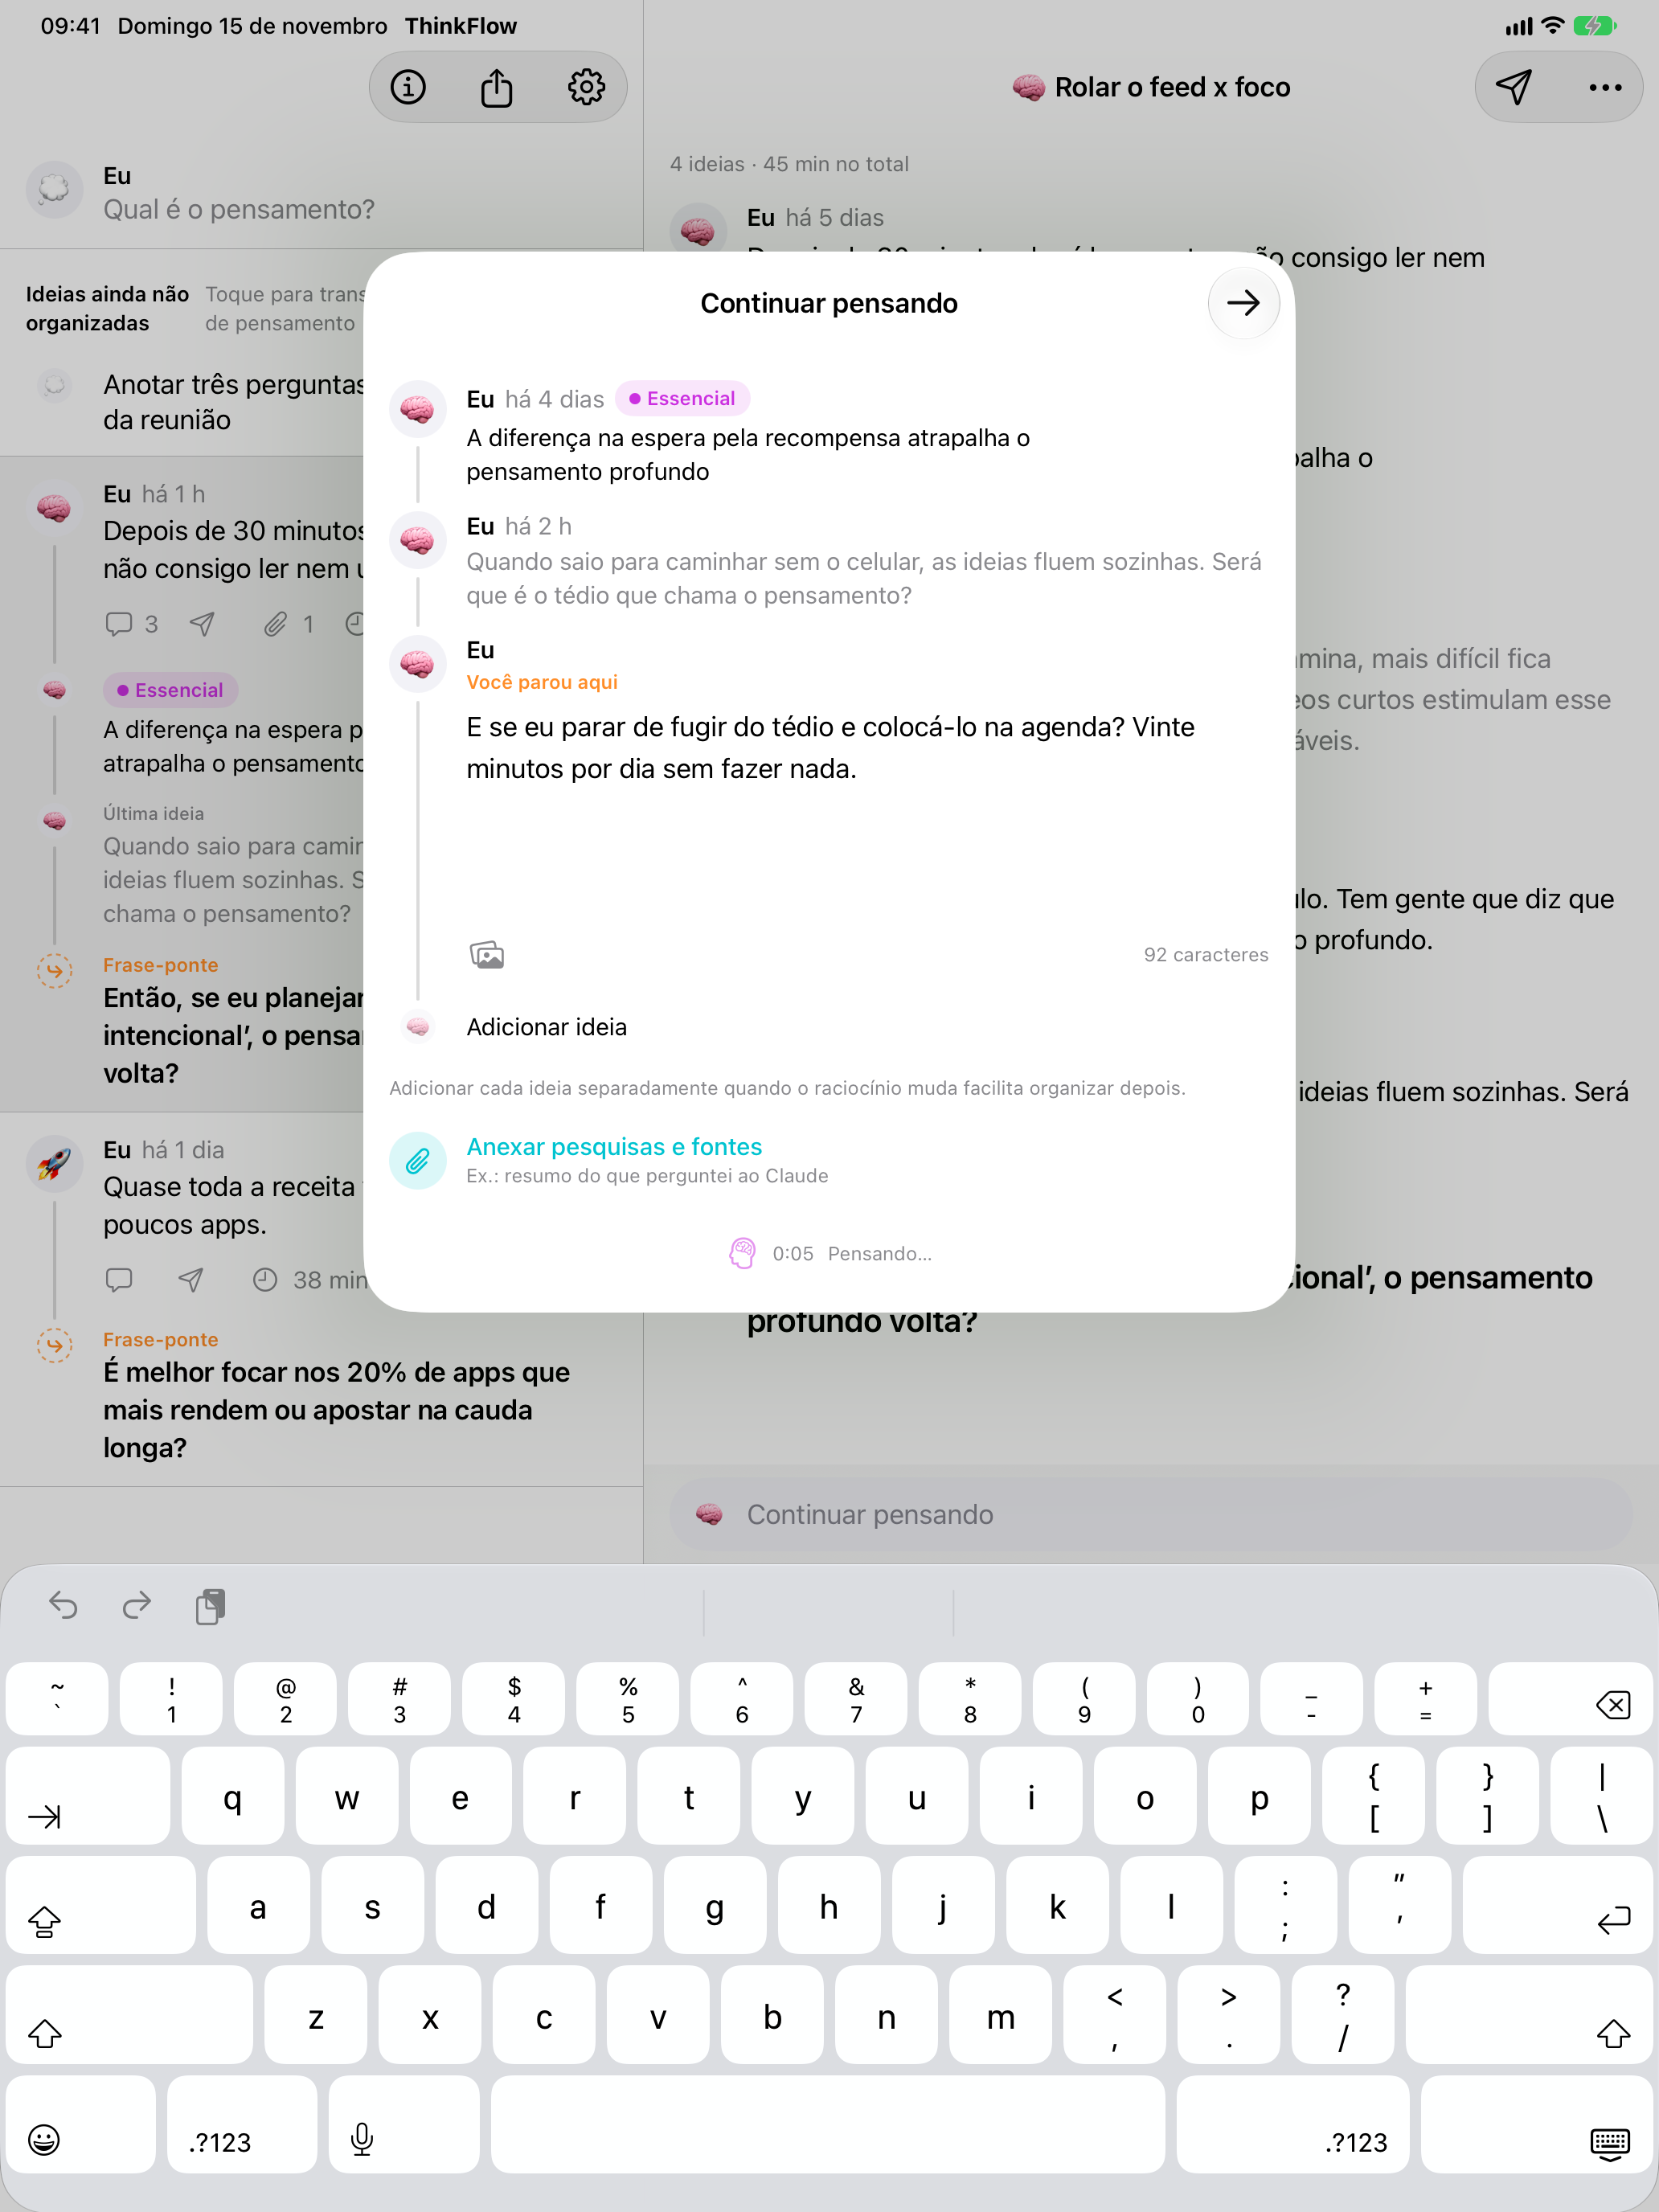 09:41 Domingo 15 de novembro ThinkFlow
Eu
Qual é o pensamento?
Ideias ainda não organizadas
Toque para trans
de pensamento
Anotar três perguntas
da reunião
Eu há 1 h
Depois de 30 minutos
não consigo ler nem
3 1
Essencial
A diferença na espera
atrapalha o pensamento
Última ideia
Quando saio para camin
ideias fluem sozinhas. S
chama o pensamento?
Frase-ponte
Então, se eu planejar
intencional’, o pensa
volta?
Eu há 1 dia
Quase toda a receita
poucos apps.
38 min
Frase-ponte
É melhor focar nos 20% de apps que
mais rendem ou apostar na cauda
longa?
Rolar o feed x foco
4 ideias · 45 min no total
Eu há 5 dias
consigo ler nem
palha o
mina, mais difícil fica
eos curtos estimulam esse
áveis.
ulo. Tem gente que diz que
o profundo.
ideias fluem sozinhas. Será
cional’, o pensamento
profundo volta?
Continuar pensando
Continuar pensando
Eu há 4 dias Essencial
A diferença na espera pela recompensa atrapalha o
pensamento profundo
Eu há 2 h
Quando saio para caminhar sem o celular, as ideias fluem sozinhas. Será
que é o tédio que chama o pensamento?
Eu
Você parou aqui
E se eu parar de fugir do tédio e colocá-lo na agenda? Vinte
minutos por dia sem fazer nada.
92 caracteres
Adicionar ideia
Adicionar cada ideia separadamente quando o raciocínio muda facilita organizar depois.
Anexar pesquisas e fontes
Ex.: resumo do que perguntei ao Claude
0:05 Pensando...
~ ! @ # $ % ^ & * ( ) _ +
` 1 2 3 4 5 6 7 8 9 0 - =
q w e r t y u i o p { } |
[ ] \
a s d f g h j k l : "
; '
z x c v b n m < > ?
, . /
.?123 .?123